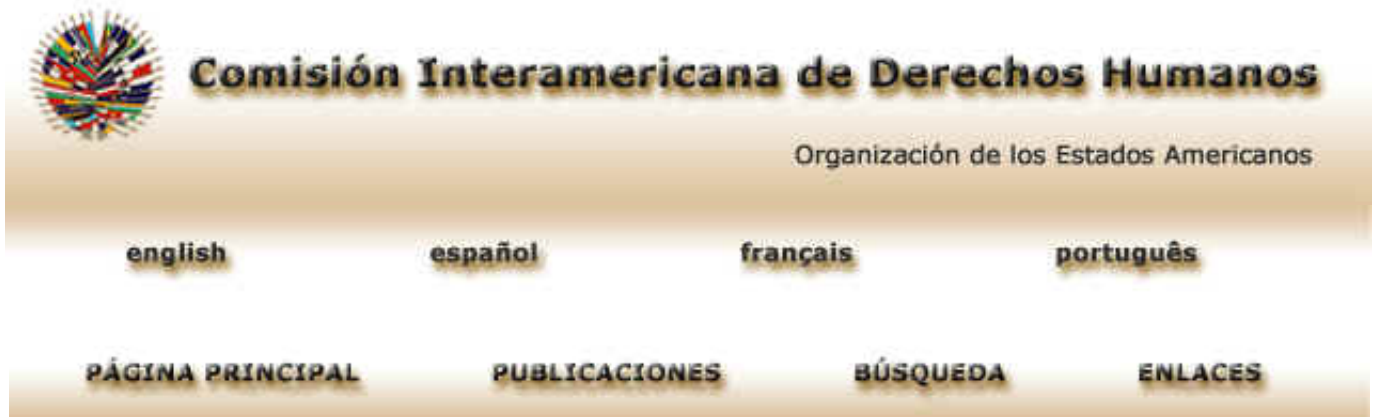 Comisión Interamericana de Derechos Humanos
Organización de los Estados Americanos
english español français português
PÁGINA PRINCIPAL PUBLICACIONES BÚSQUEDA ENLACES